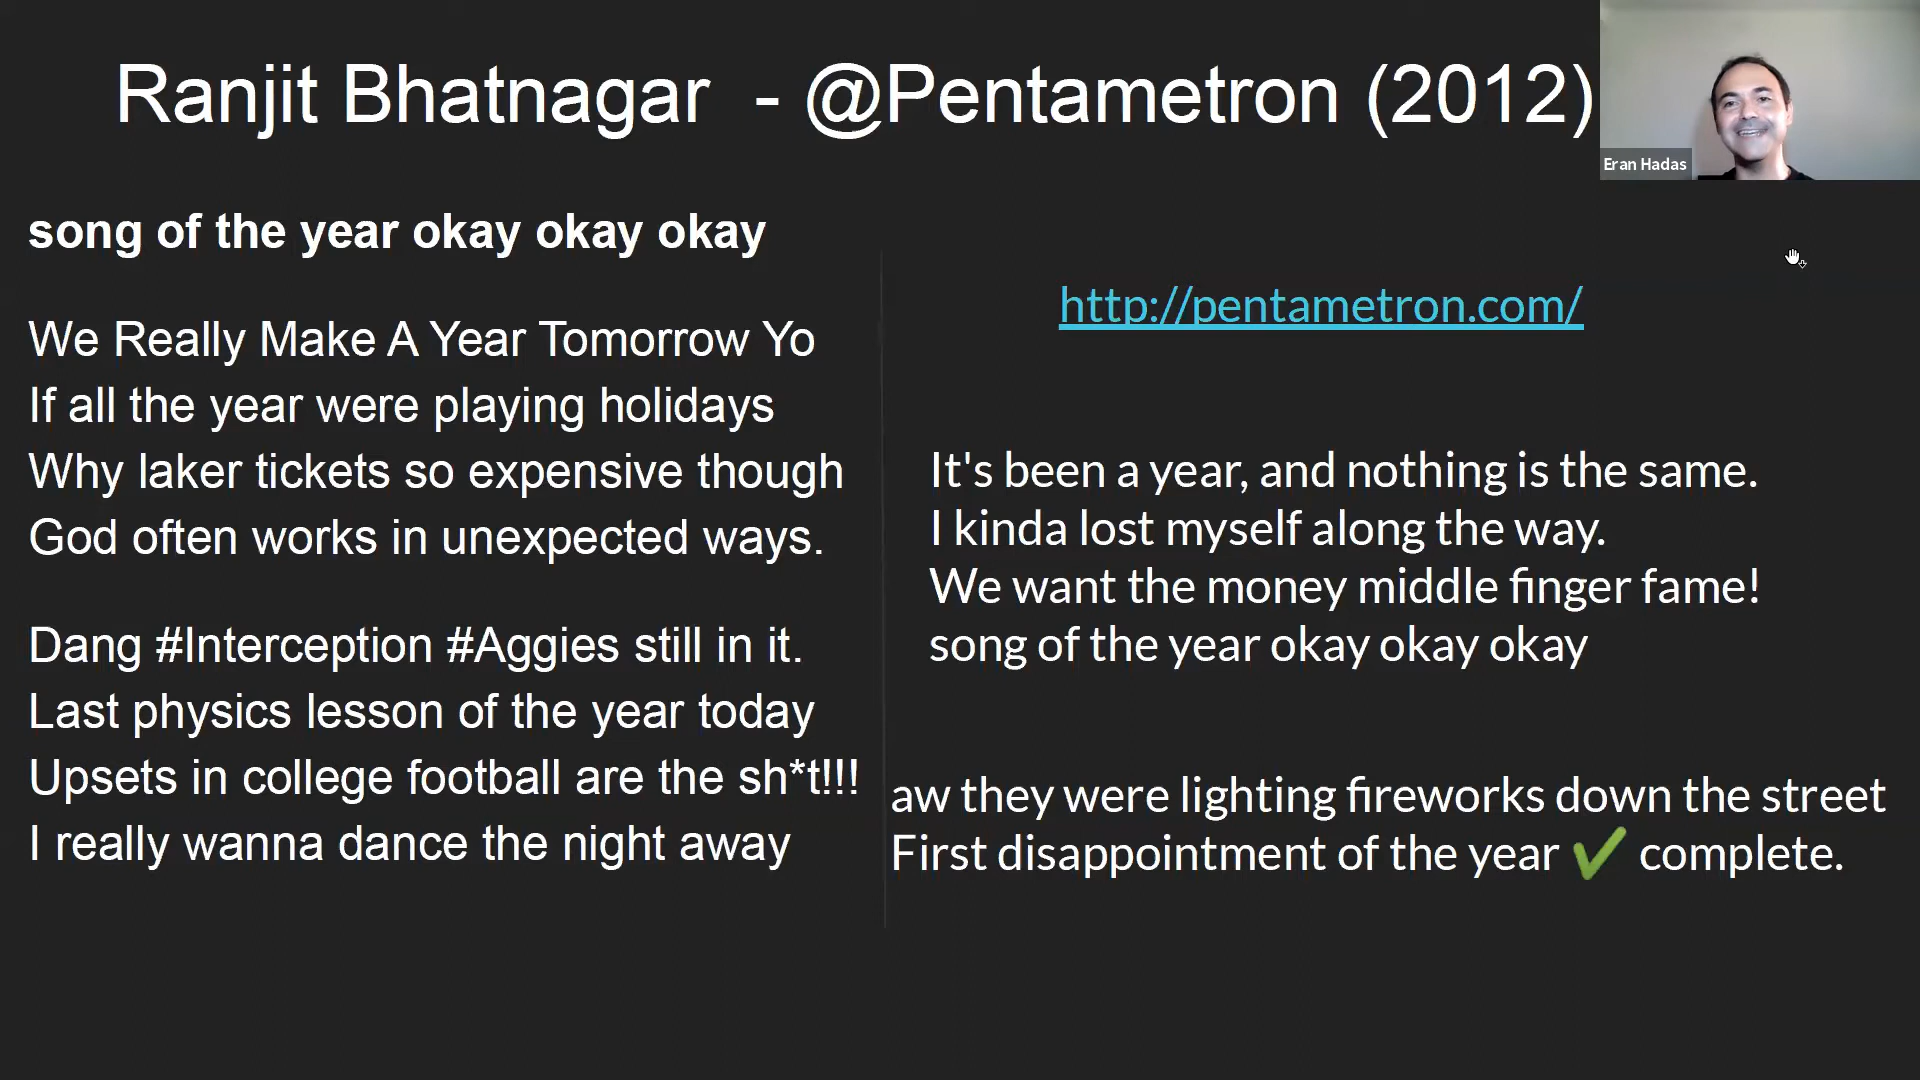 Ranjit Bhatnagar - @Pentametron (2012)
Eran Hadas
song of the year okay okay okay
We Really Make A Year Tomorrow Yo
If all the year were playing holidays
Why laker tickets so expensive though
God often works in unexpected ways.
Dang #Interception #Aggies still in it.
Last physics lesson of the year today
Upsets in college football are the sh*t!!!
I really wanna dance the night away
http://pentametron.com/
It's been a year, and nothing is the same.
I kinda lost myself along the way.
We want the money middle finger fame!
song of the year okay okay okay
aw they were lighting fireworks down the street
First disappointment of the year ✔ complete.